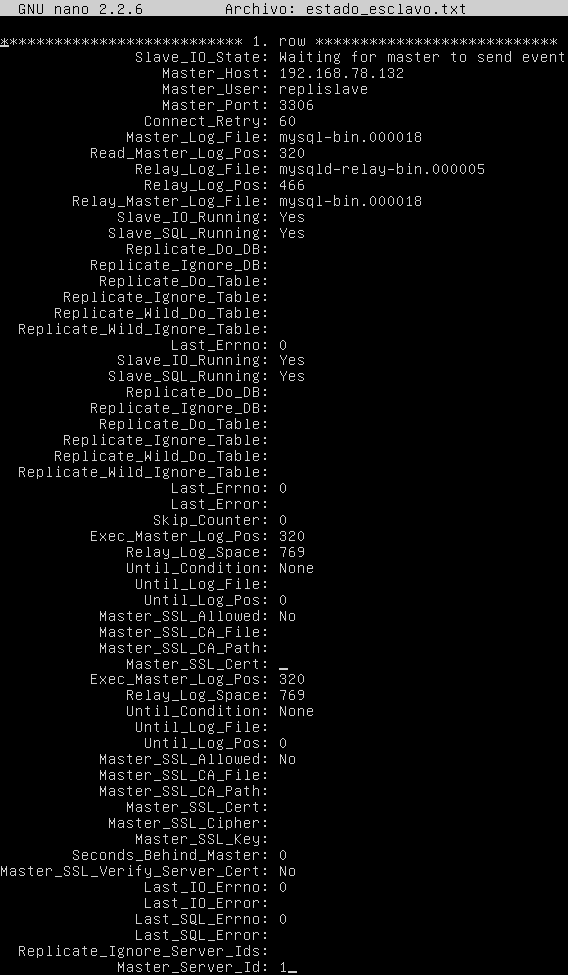 GNU nano 2.2.6 Archivo: estado_esclavo.txt
*************************** 1. row ***************************
Slave_IO_State: Waiting for master to send event
Master_Host: 192.168.78.132
Master_User: replislave
Master_Port: 3306
Connect_Retry: 60
Master_Log_File: mysql-bin.000018
Read_Master_Log_Pos: 320
Relay_Log_File: mysqld-relay-bin.000005
Relay_Log_Pos: 466
Relay_Master_Log_File: mysql-bin.000018
Slave_IO_Running: Yes
Slave_SQL_Running: Yes
Replicate_Do_DB:
Replicate_Ignore_DB:
Replicate_Do_Table:
Replicate_Ignore_Table:
Replicate_Wild_Do_Table:
Replicate_Wild_Ignore_Table:
Last_Errno: 0
Slave_IO_Running: Yes
Slave_SQL_Running: Yes
Replicate_Do_DB:
Replicate_Ignore_DB:
Replicate_Do_Table:
Replicate_Ignore_Table:
Replicate_Wild_Do_Table:
Replicate_Wild_Ignore_Table:
Last_Errno: 0
Last_Error:
Skip_Counter: 0
Exec_Master_Log_Pos: 320
Relay_Log_Space: 769
Until_Condition: None
Until_Log_File:
Until_Log_Pos: 0
Master_SSL_Allowed: No
Master_SSL_CA_File:
Master_SSL_CA_Path:
Master_SSL_Cert: _
Exec_Master_Log_Pos: 320
Relay_Log_Space: 769
Until_Condition: None
Until_Log_File:
Until_Log_Pos: 0
Master_SSL_Allowed: No
Master_SSL_CA_File:
Master_SSL_CA_Path:
Master_SSL_Cert:
Master_SSL_Cipher:
Master_SSL_Key:
Seconds_Behind_Master: 0
Master_SSL_Verify_Server_Cert: No
Last_IO_Errno: 0
Last_IO_Error:
Last_SQL_Errno: 0
Last_SQL_Error:
Replicate_Ignore_Server_Ids:
Master_Server_Id: 1_